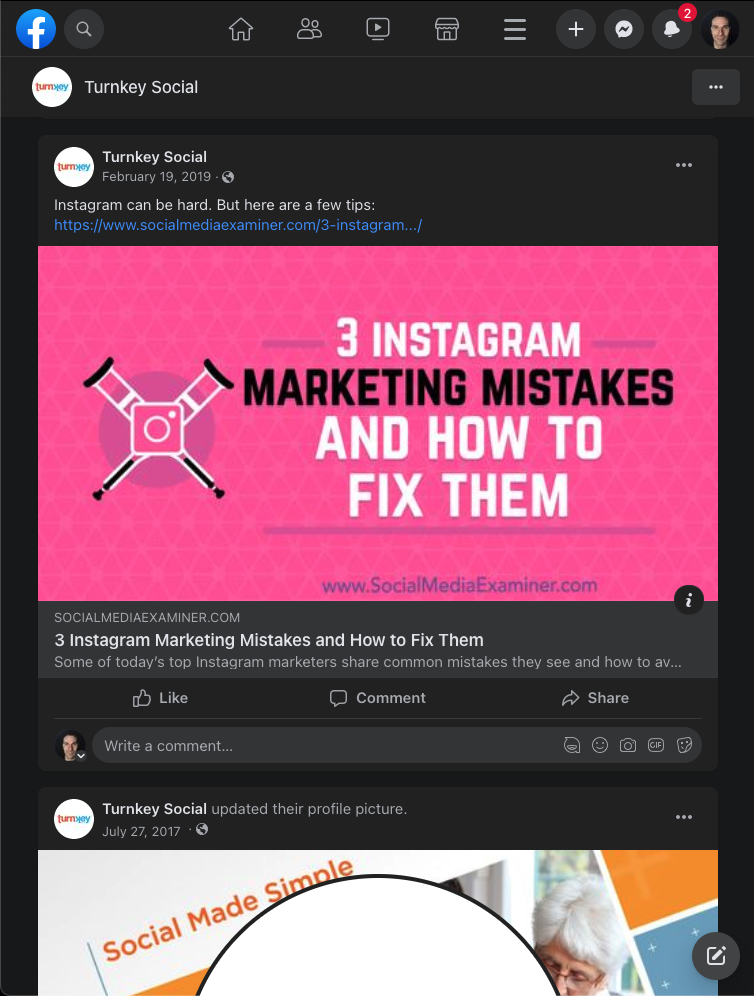 2
turnkey
Turnkey Social
turnkey
Turnkey Social
February 19, 2019 ·
Instagram can be hard. But here are a few tips:
https://www.socialmediaexaminer.com/3-instagram.../
3 INSTAGRAM
MARKETING MISTAKES
AND HOW TO
FIX THEM
www.SocialMediaExaminer.com
i
SOCIALMEDIAEXAMINER.COM
3 Instagram Marketing Mistakes and How to Fix Them
Some of today's top Instagram marketers share common mistakes they see and how to av...
Like Comment Share
Write a comment... GIF
turnkey
Turnkey Social updated their profile picture.
July 27, 2017 ·
Social Made Simple